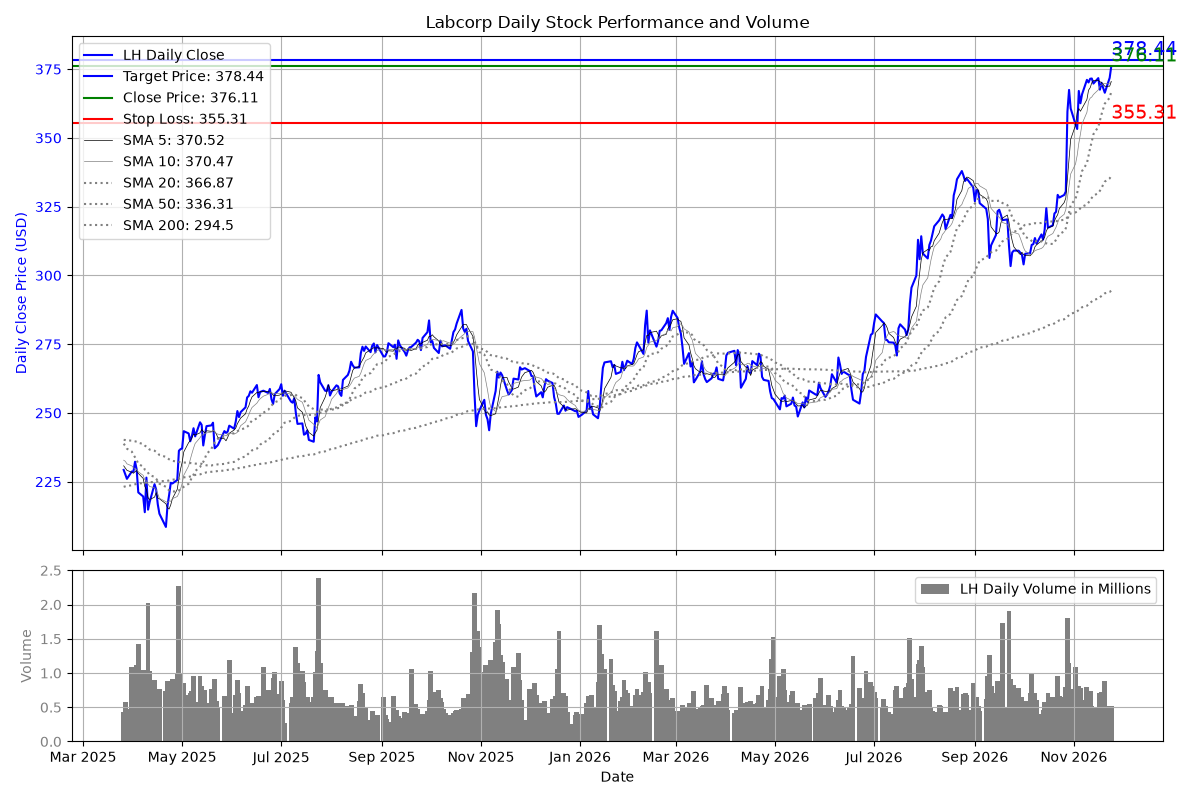 Labcorp Daily Stock Performance and Volume
378.44
376.11
355.31
LH Daily Close
Target Price: 378.44
Close Price: 376.11
Stop Loss: 355.31
SMA 5: 370.52
SMA 10: 370.47
SMA 20: 366.87
SMA 50: 336.31
SMA 200: 294.5
Daily Close Price (USD)
375
350
325
300
275
250
225
LH Daily Volume in Millions
Volume
2.5
2.0
1.5
1.0
0.5
0.0
Mar 2025 May 2025 Jul 2025 Sep 2025 Nov 2025 Jan 2026 Mar 2026 May 2026 Jul 2026 Sep 2026 Nov 2026
Date